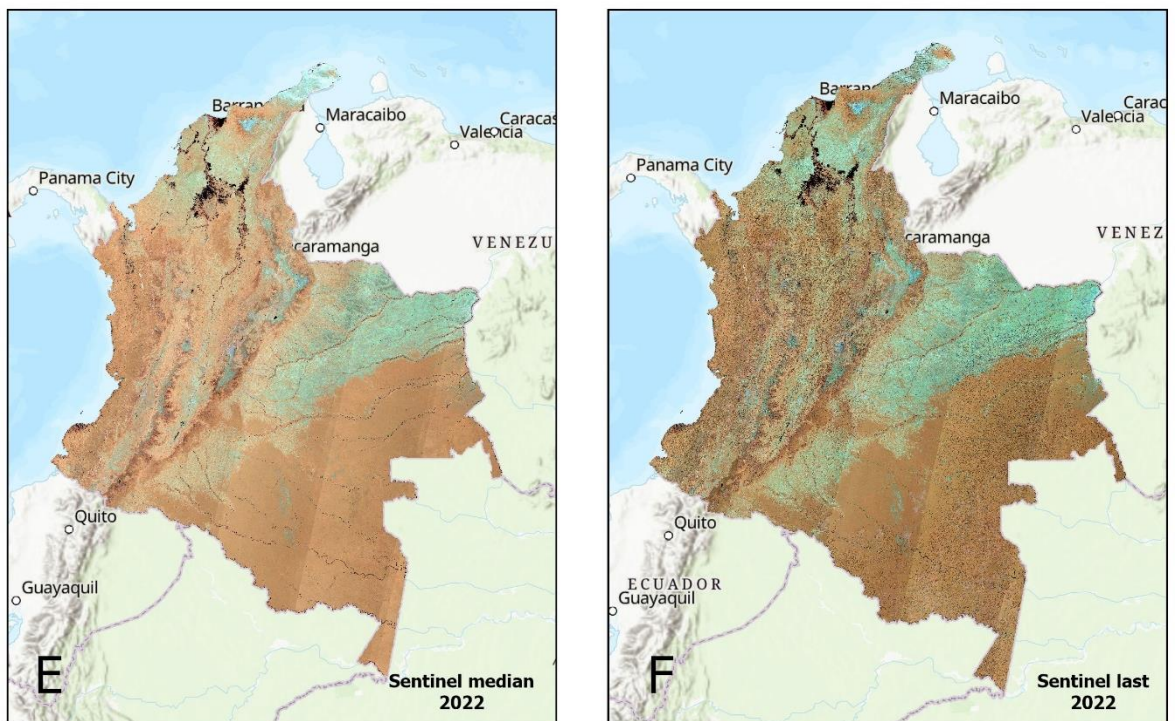 Barran
Maracaibo
Caracas
Valencia
Panama City
caramanga
VENEZU
Quito
Guayaquil
E
Sentinel median
2022
Barrang
Maracaibo
Carac
Valencia
Panama City
caramanga
VENEZ
Quito
ECUADOR
Guayaquil
F
Sentinel last
2022